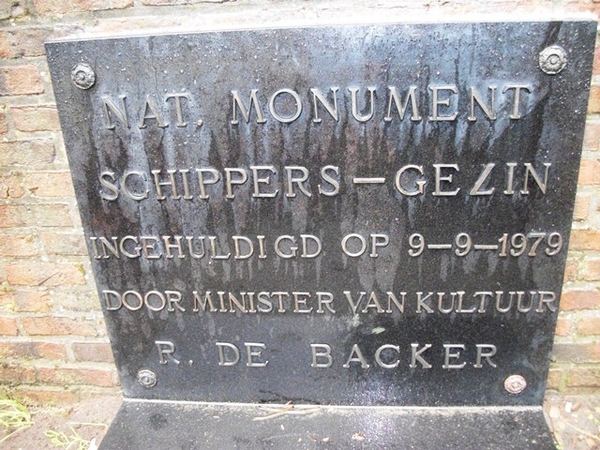 NAT. MONUMENT
SCHIPPERS-GEZIN
INGEHULDIGD OP 9-9-1979
DOOR MINISTER VAN KULTUUR
R. DE BACKER